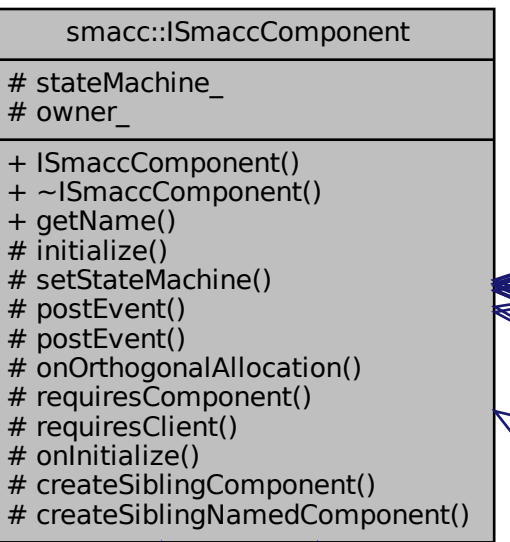 smacc::ISmaccComponent
# stateMachine_
# owner_
+ ISmaccComponent()
+ ~ISmaccComponent()
+ getName()
# initialize()
# setStateMachine()
# postEvent()
# postEvent()
# onOrthogonalAllocation()
# requiresComponent()
# requiresClient()
# onInitialize()
# createSiblingComponent()
# createSiblingNamedComponent()